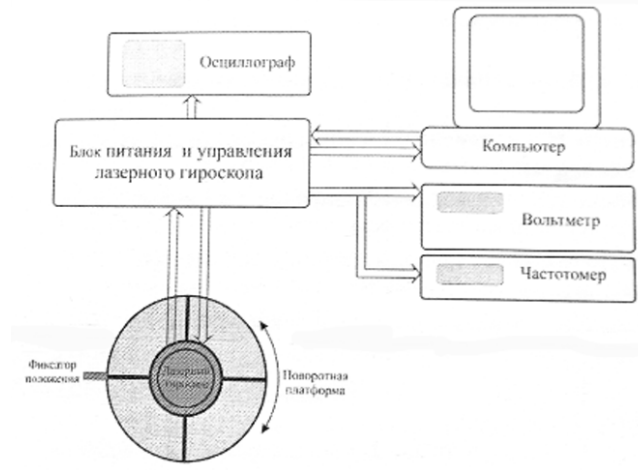 Осциллограф
Компьютер
Блок питания и управления
лазерного гироскопа
Вольтметр
Частотомер
Фиксатор
положения
Лазерный
гироскоп
Поворотная
платформа